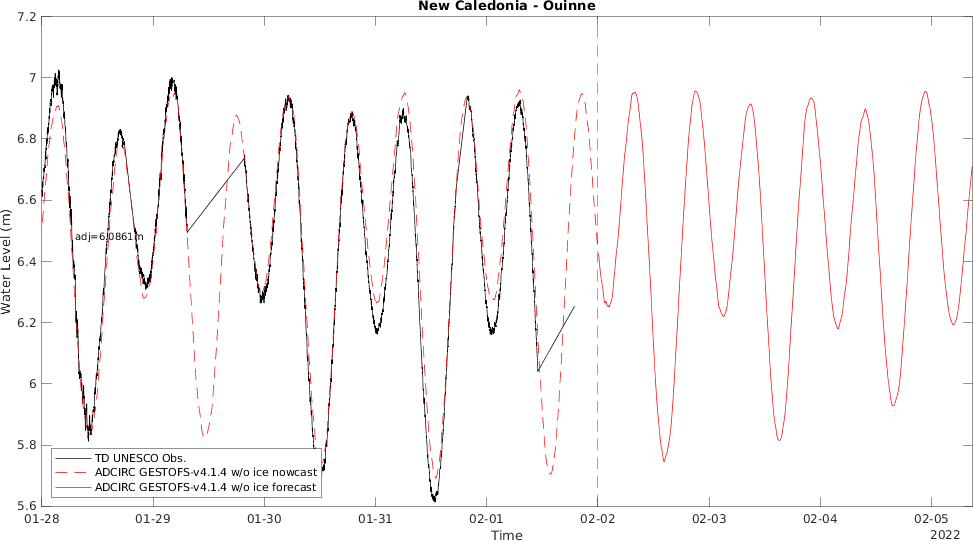 New Caledonia - Ouinne
7.2
7
6.8
6.6
6.4
6.2
6
5.8
5.6
Water Level (m)
adj=6.0861m
TD UNESCO Obs.
ADCIRC GESTOFS-v4.1.4 w/o ice nowcast
ADCIRC GESTOFS-v4.1.4 w/o ice forecast
01-28 01-29 01-30 01-31 02-01 02-02 02-03 02-04 02-05
Time
2022